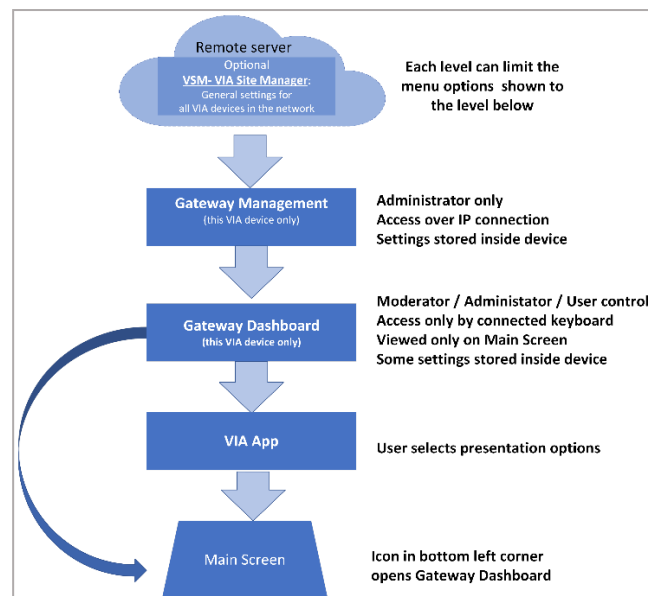 Remote server
Optional
VSM- VIA Site Manager:
General settings for
all VIA devices in the network
Each level can limit the
menu options shown to
the level below
Gateway Management
(this VIA device only)
Administrator only
Access over IP connection
Settings stored inside device
Gateway Dashboard
(this VIA device only)
Moderator / Administator / User control
Access only by connected keyboard
Viewed only on Main Screen
Some settings stored inside device
VIA App
User selects presentation options
Main Screen
Icon in bottom left corner
opens Gateway Dashboard